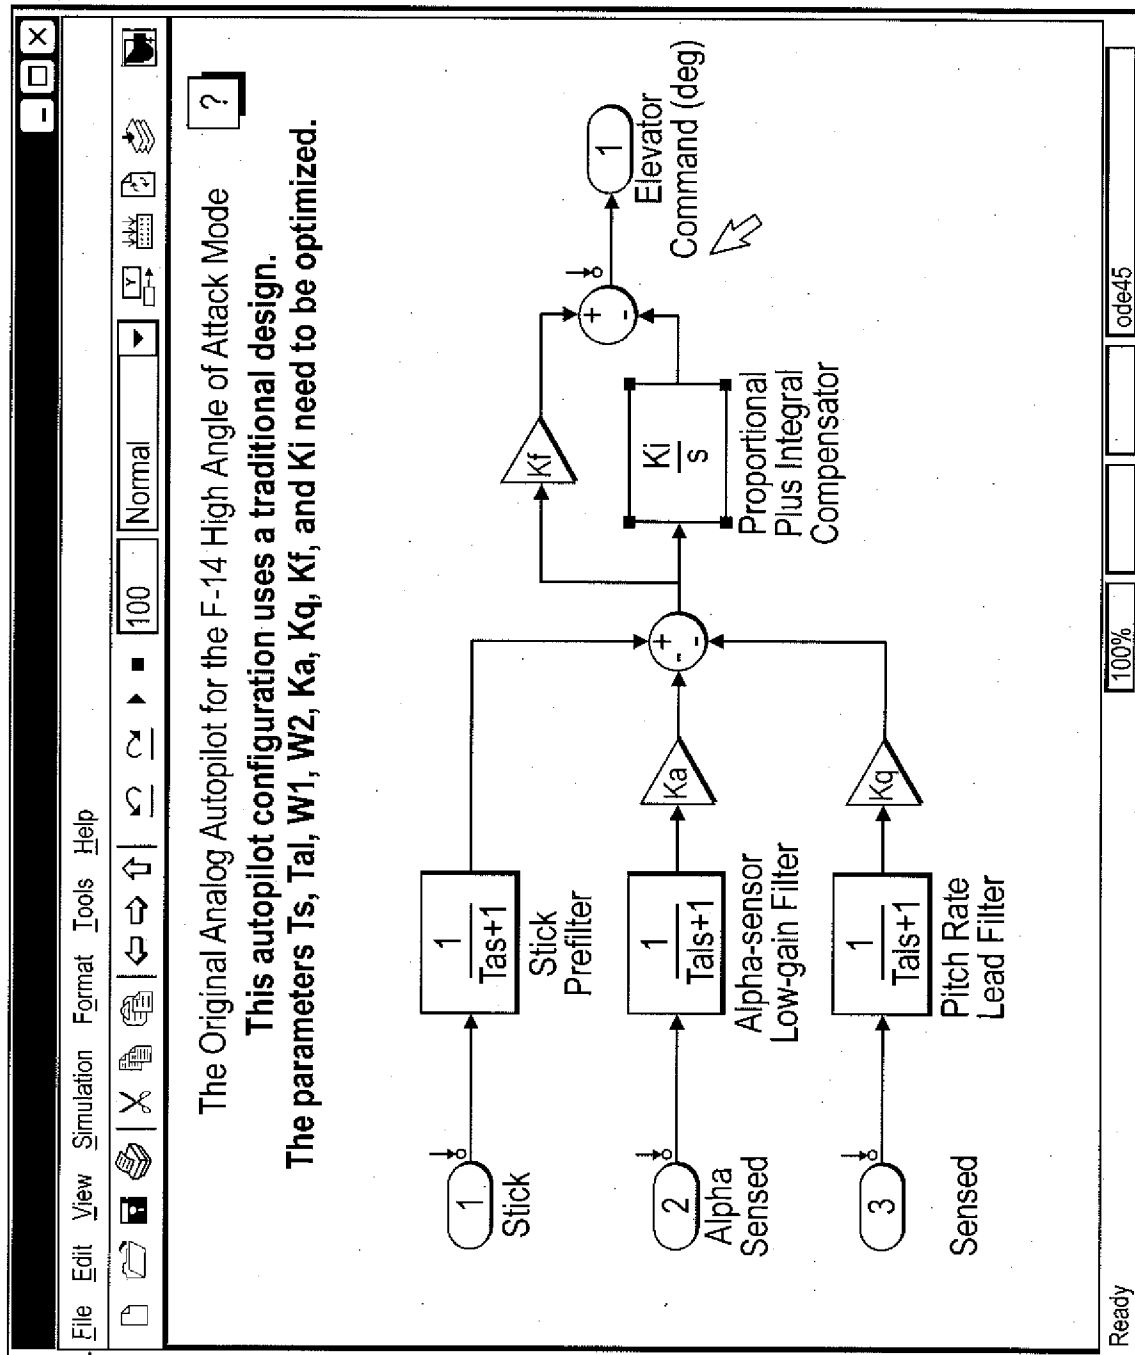 File Edit View Simulation Format Tools Help
100 Normal
Y
The Original Analog Autopilot for the F-14 High Angle of Attack Mode
?
This autopilot configuration uses a traditional design.
The parameters Ts, Tal, W1, W2, Ka, Kq, Kf, and Ki need to be optimized.
1
Stick
1
Tas+1
Stick
Prefilter
2
Alpha
Sensed
1
Tals+1
Alpha-sensor
Low-gain Filter
Ka
3
Sensed
1
Tals+1
Pitch Rate
Lead Filter
Kq
+
-
-
Kf
Ki
s
Proportional
Plus Integral
Compensator
+
-
1
Elevator
Command (deg)
Ready 100% ode45